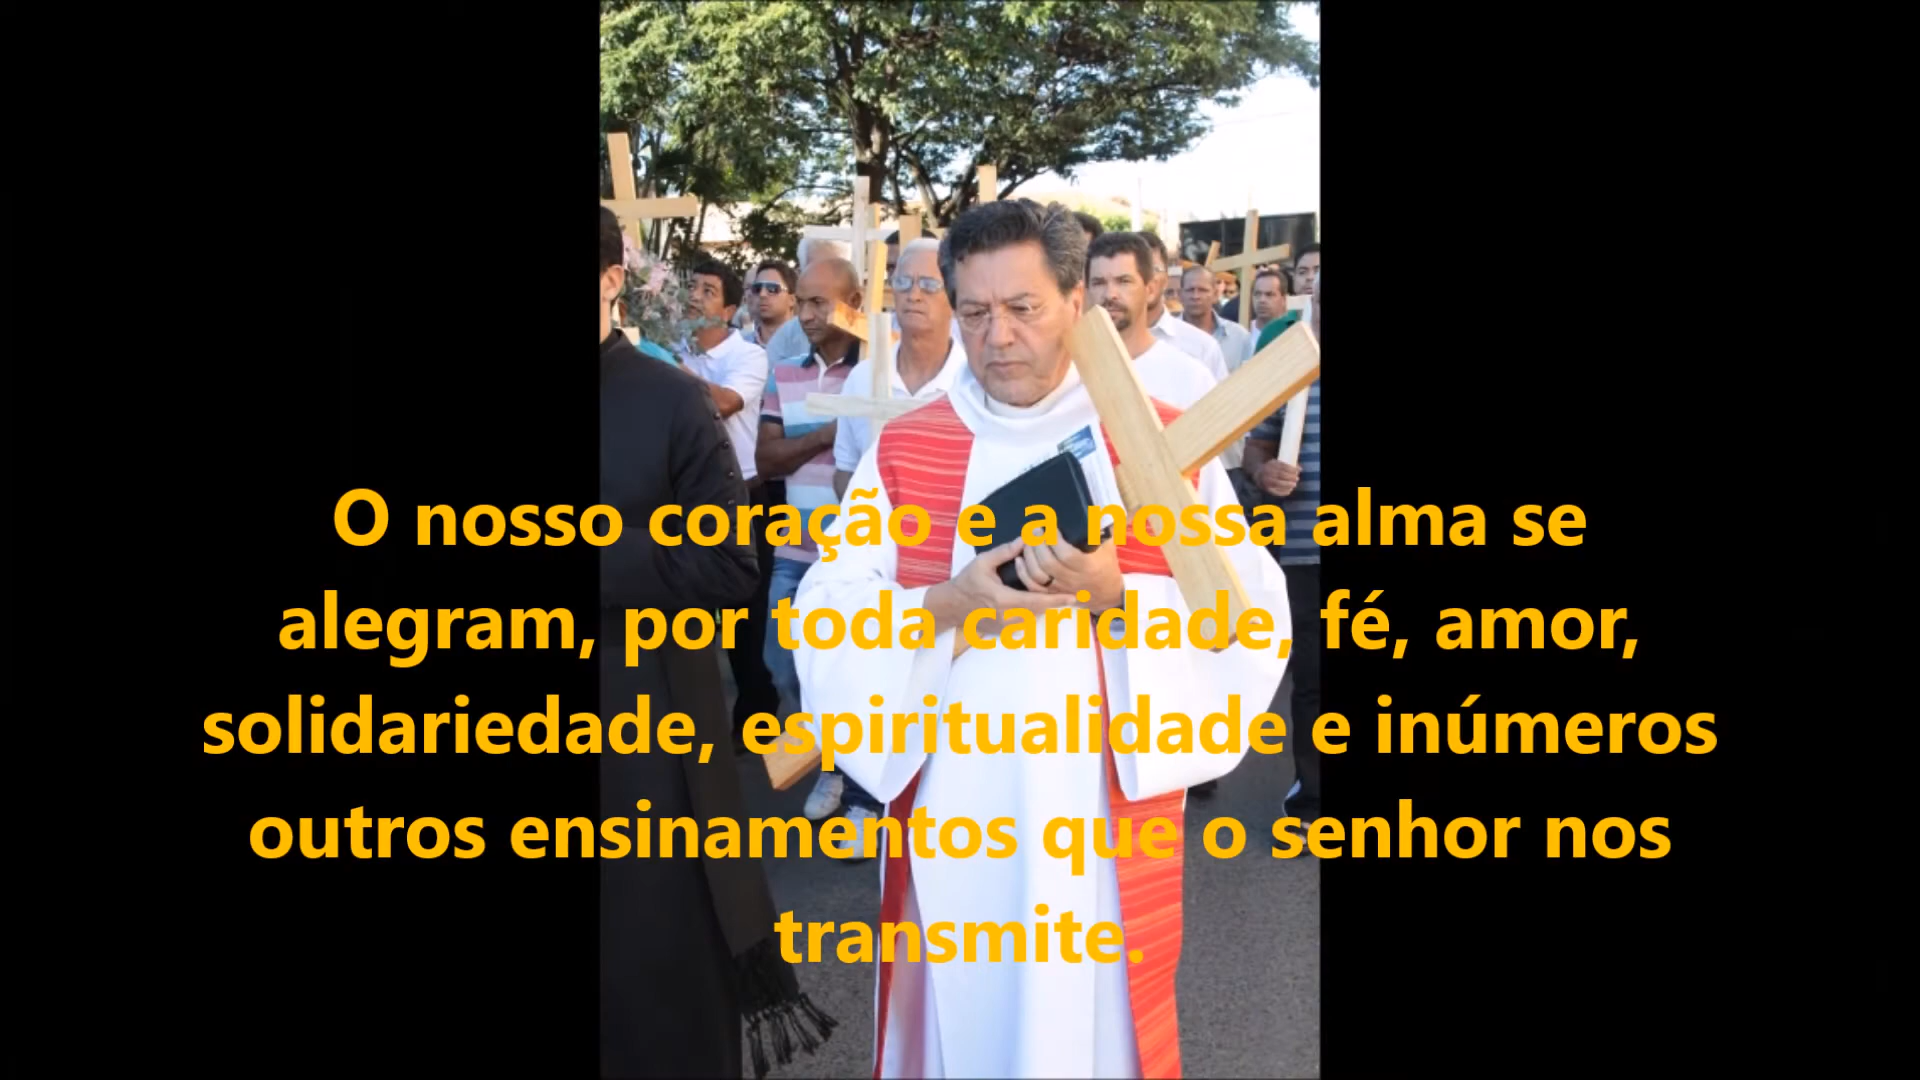 O nosso coração e a nossa alma se
alegram, por toda caridade, fé, amor,
solidariedade, espiritualidade e inúmeros
outros ensinamentos que o senhor nos
transmite.